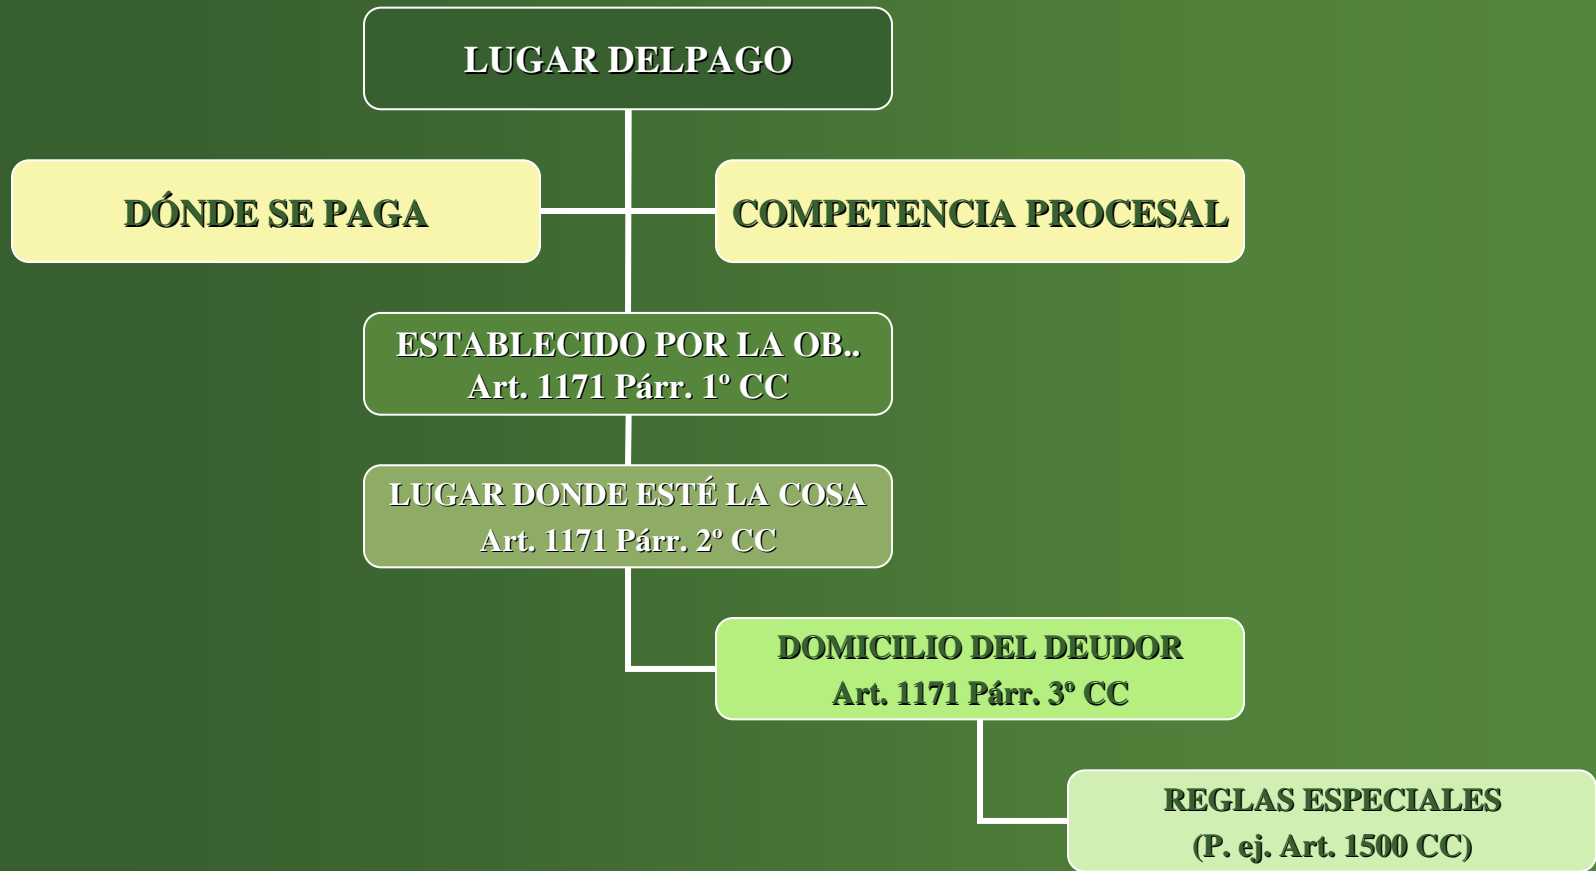 LUGAR DELPAGO
DÓNDE SE PAGA
COMPETENCIA PROCESAL
ESTABLECIDO POR LA OB..
Art. 1171 Párr. 1º CC
LUGAR DONDE ESTÉ LA COSA
Art. 1171 Párr. 2º CC
DOMICILIO DEL DEUDOR
Art. 1171 Párr. 3º CC
REGLAS ESPECIALES
(P. ej. Art. 1500 CC)